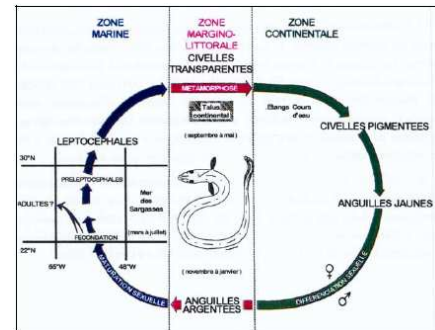 ZONE
MARINE
ZONE
MARGINO-
LITTORALE
ZONE
CONTINENTALE
CIVELLES
TRANSPARENTES
METAMORPHOSE
Talus
continental
(septembre à mai)
Etangs Cours
d'eau
CIVELLES PIGMENTEES
LEPTOCEPHALES
30°N
PRELEPTOCEPHALES
Mer
des
Sargasses
ADULTES ?
(mars à juillet)
FECONDATION
22°N
55°W
48°W
ANGUILLES JAUNES
MATURATION SEXUELLE
(novembre à janvier)
ANGUILLES
ARGENTEES
DIFFERENCIATION SEXUELLE
♀
♂